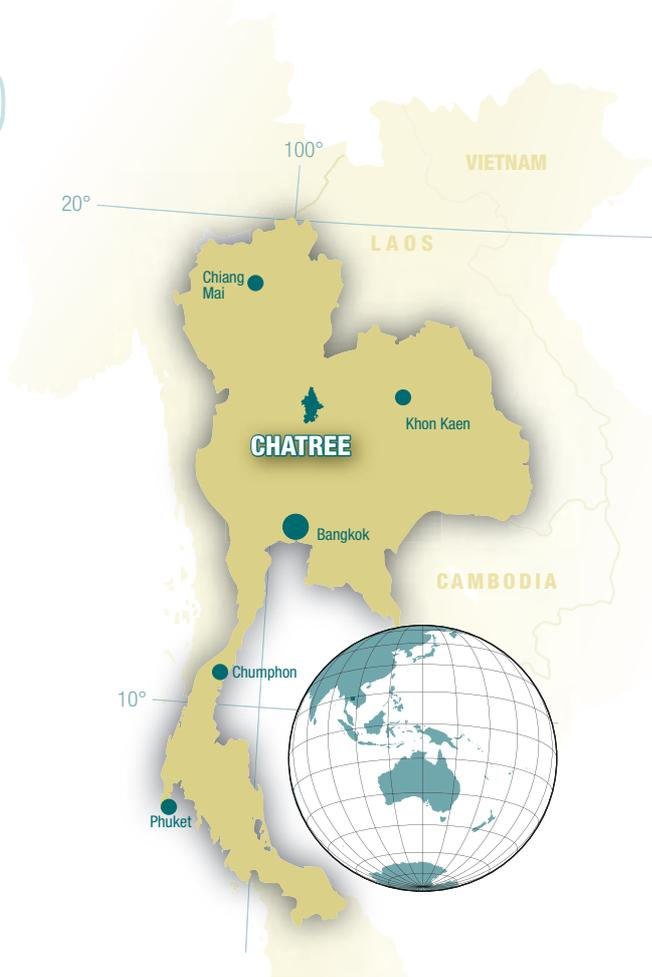 100°
VIETNAM
20°
LAOS
Chiang
Mai
Khon Kaen
CHATREE
Bangkok
CAMBODIA
Chumphon
10°
Phuket